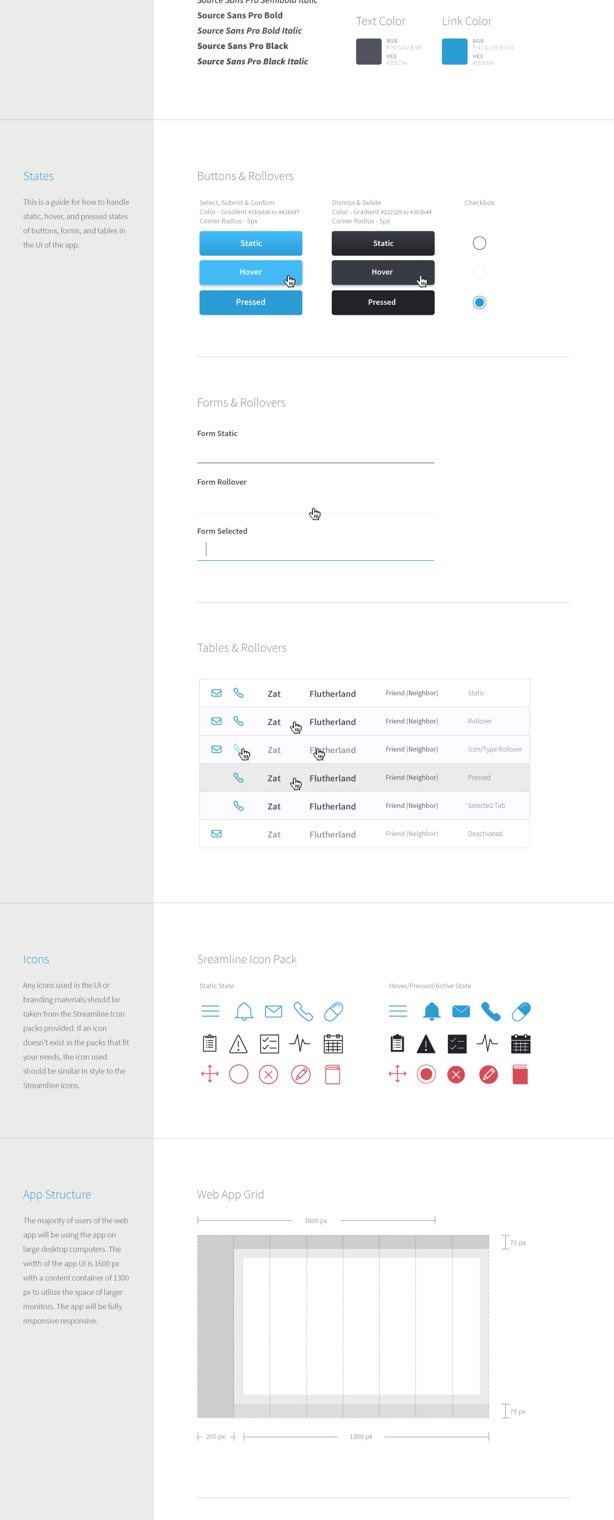 Source Sans Pro Semibold Italic
Source Sans Pro Bold
Source Sans Pro Bold Italic
Source Sans Pro Black
Source Sans Pro Black Italic
Text Color
RGB
HEX
Link Color
RGB
HEX
States
This is a guide for how to handle
static, hover, and pressed states
of buttons, forms, and tables in
the UI of the app.
Buttons & Rollovers
Select, Submit & Confirm
Color - Gradient #2b9dd6 to #42bbf7
Corner Radius - 5px
Static
Hover
Pressed
Dismiss & Delete
Color - Gradient #222329 to #393b44
Corner Radius - 5px
Static
Hover
Pressed
Checkbox
Forms & Rollovers
Form Static
Form Rollover
Form Selected
Tables & Rollovers
Zat Flutherland Friend (Neighbor) Static
Zat Flutherland Friend (Neighbor) Rollover
Zat Flutherland Friend (Neighbor) Icon/Type Rollover
Zat Flutherland Friend (Neighbor) Pressed
Zat Flutherland Friend (Neighbor) Selected Tab
Zat Flutherland Friend (Neighbor) Deactivated
Icons
Any icons used in the UI or
branding materials should be
taken from the Streamline icon
packs provided. If an icon
doesn't exist in the packs that fit
your needs, the icon used
should be similar in style to the
Streamline icons.
Sreamline Icon Pack
Static State
Hover/Pressed/Active State
App Structure
The majority of users of the web
app will be using the app on
large desktop computers. The
width of the app UI is 1600 px
with a content container of 1300
px to utliize the space of larger
monitors. The app will be fully
responsive responsive.
Web App Grid
1600 px
70 px
70 px
200 px
1300 px